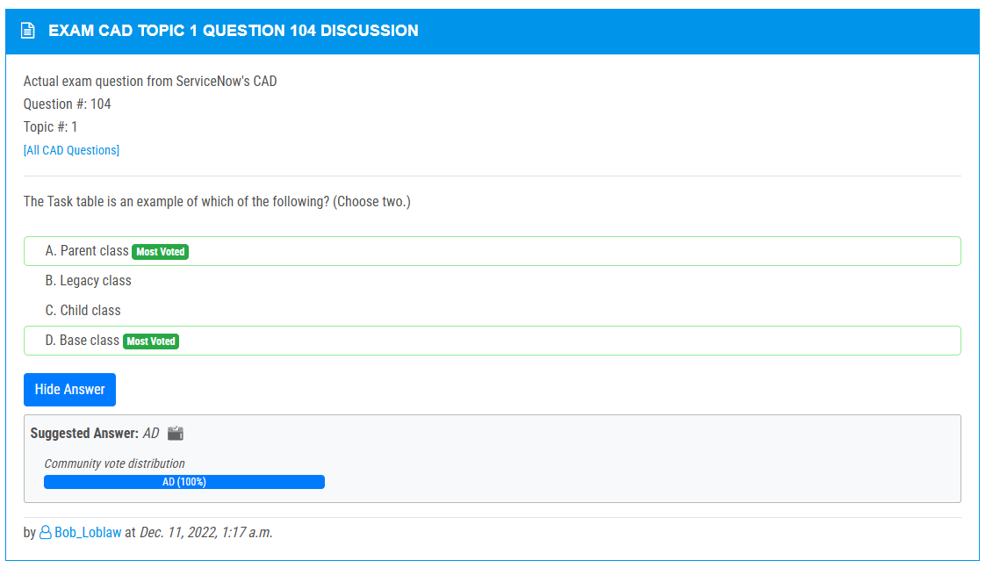 EXAM CAD TOPIC 1 QUESTION 104 DISCUSSION
Actual exam question from ServiceNow's CAD
Question #: 104
Topic #: 1
[All CAD Questions]
The Task table is an example of which of the following? (Choose two.)
A. Parent class Most Voted
B. Legacy class
C. Child class
D. Base class Most Voted
Hide Answer
Suggested Answer: AD
Community vote distribution
AD (100%)
by Bob_Loblaw at Dec. 11, 2022, 1:17 a.m.